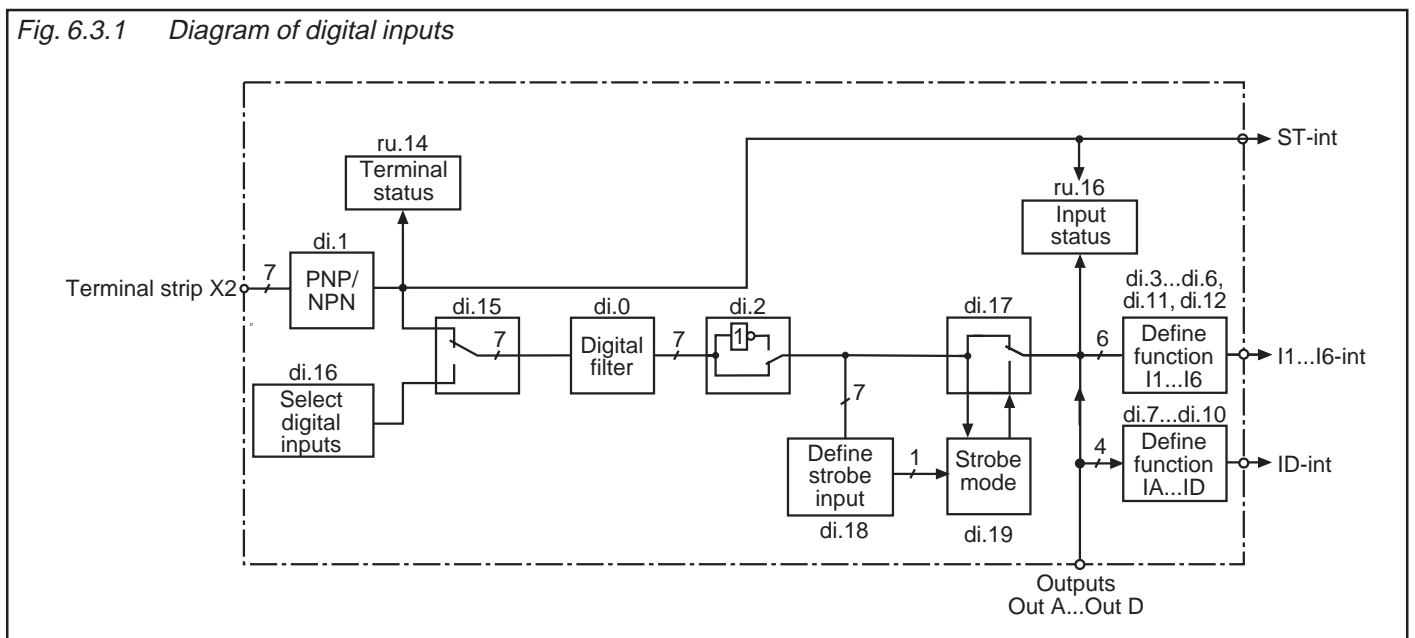 Fig. 6.3.1 Diagram of digital inputs
ST-int
ru.14
Terminal
status
ru.16
Input
status
di.1
PNP/
NPN
Terminal strip X2
7
di.15
7
di.0
Digital
filter
7
di.2
1
di.17
di.3...di.6,
di.11, di.12
6
Define
function
I1...I6
I1...I6-int
di.16
Select
digital
inputs
7
Define
strobe
input
di.18
1
Strobe
mode
di.19
di.7...di.10
4
Define
function
IA...ID
ID-int
Outputs
Out A...Out D